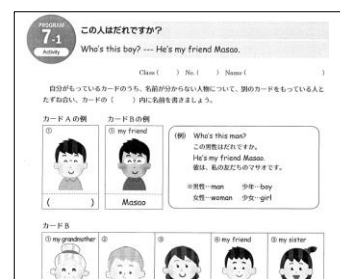 PROGRAM
7-1
Activity
この人はだれですか?
Who's this boy? --- He's my friend Masao.
Class ( ) No. ( ) Name ( )
自分がもっているカードのうち、名前が分からない人物について、別のカードをもっている人と
たずね合い、カードの( )内に名前を書きましょう。
カードAの例
カードBの例
①
① my friend
( )
Masao
(例) Who's this man?
この男性はだれですか。
He's my friend Masao.
彼は、私の友だちのマサオです。
※男性…man 少年…boy
女性…woman 少女…girl
カードB
① my grandmother
②
③
④ my friend
⑤ my sister